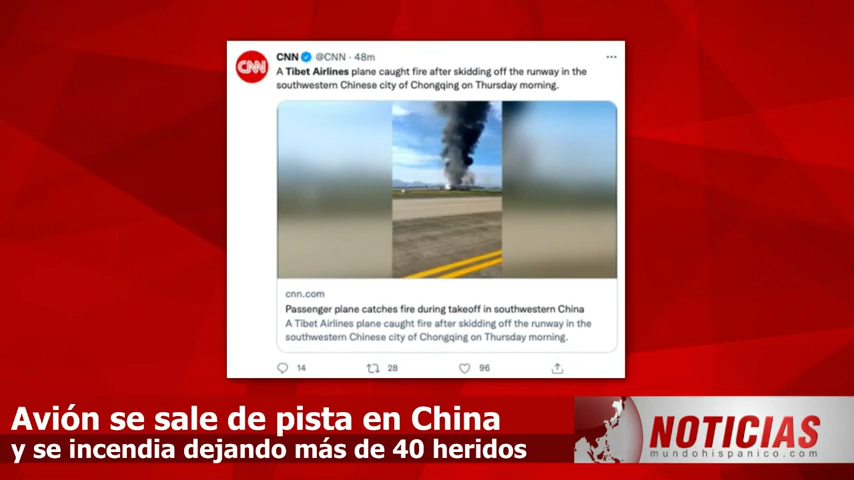 CNN @CNN · 48m
A Tibet Airlines plane caught fire after skidding off the runway in the
southwestern Chinese city of Chongqing on Thursday morning.
CNN
cnn.com
Passenger plane catches fire during takeoff in southwestern China
A Tibet Airlines plane caught fire after skidding off the runway in the
southwestern Chinese city of Chongqing on Thursday morning.
14 28 96
Avión se sale de pista en China
y se incendia dejando más de 40 heridos
NOTICIAS
mundohispanico.com